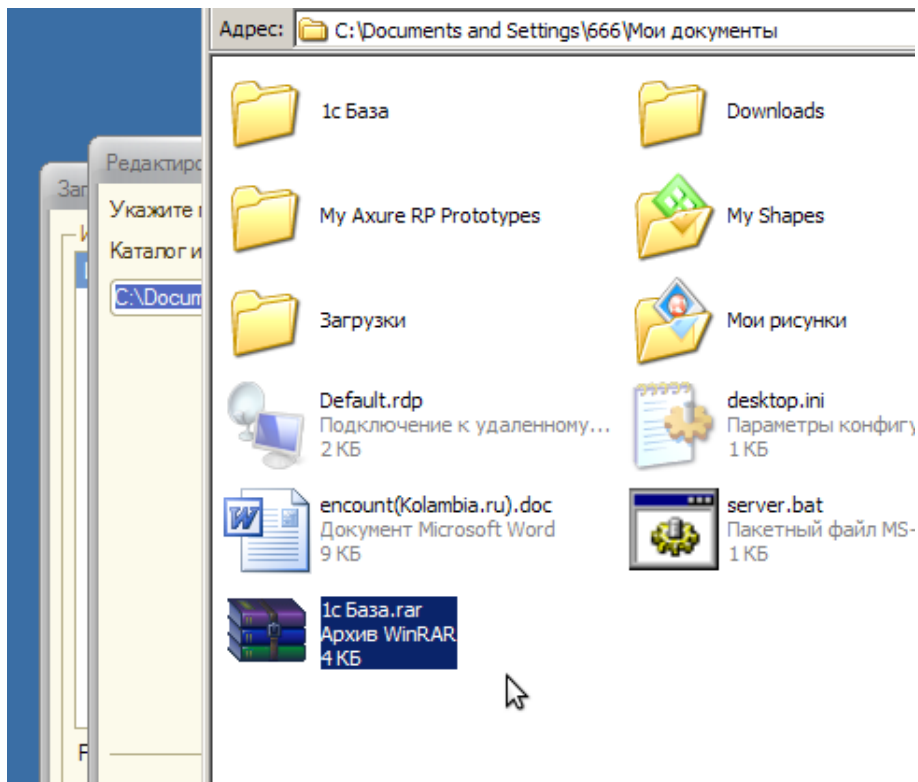 Адрес: C:\Documents and Settings\666\Мои документы
1с База
Downloads
My Axure RP Prototypes
My Shapes
Загрузки
Мои рисунки
Default.rdp
Подключение к удаленному...
2 КБ
desktop.ini
Параметры конфигу
1 КБ
encount(Kolambia.ru).doc
Документ Microsoft Word
9 КБ
server.bat
Пакетный файл MS-
1 КБ
1с База.rar
Архив WinRAR
4 КБ
Редактиро
Зап
Укажите
Каталог и
C:\Docum